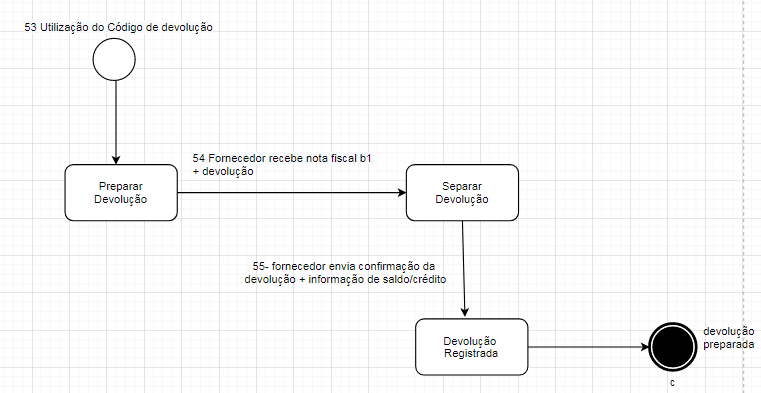 53 Utilização do Código de devolução
54 Fornecedor recebe nota fiscal b1
+ devolução
Preparar
Devolução
Separar
Devolução
55- fornecedor envia confirmação da
devolução + informação de saldo/crédito
Devolução
Registrada
devolução
preparada
c